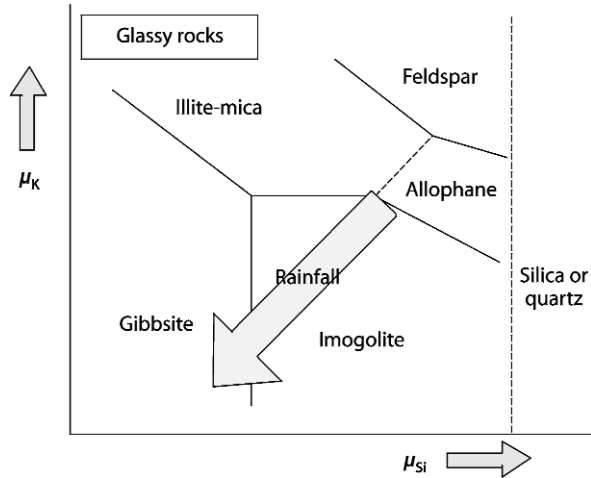 Glassy rocks
Feldspar
Illite-mica
μK
Allophane
Rainfall
Silica or
quartz
Gibbsite
Imogolite
μSi